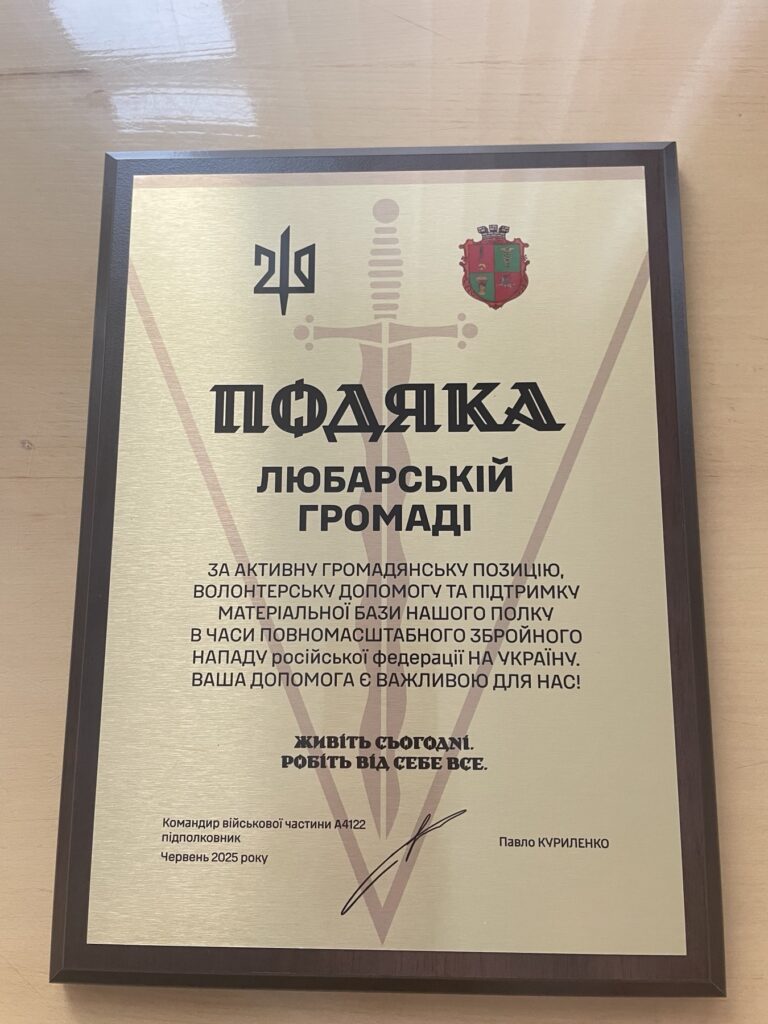 210
ПОДЯКА
ЛЮБАРСЬКІЙ
ГРОМАДІ
ЗА АКТИВНУ ГРОМАДЯНСЬКУ ПОЗИЦІЮ,
ВОЛОНТЕРСЬКУ ДОПОМОГУ ТА ПІДТРИМКУ
МАТЕРІАЛЬНОЇ БАЗИ НАШОГО ПОЛКУ
В ЧАСИ ПОВНОМАСШТАБНОГО ЗБРОЙНОГО
НАПАДУ російської федерації НА УКРАЇНУ.
ВАША ДОПОМОГА Є ВАЖЛИВОЮ ДЛЯ НАС!
ЖИВІТЬ СЬОГОДНІ.
РОБІТЬ ВІД СЕБЕ ВСЕ.
Командир військової частини А4122
підполковник
Червень 2025 року
Павло КУРИЛЕНКО